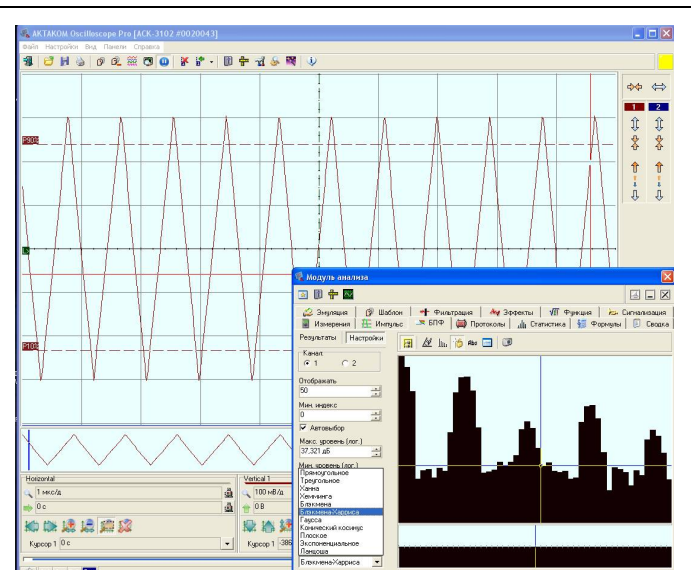 AKTAKOM Oscilloscope Pro [ACK-3102 #0020043]
Файл Настройки Вид Панели Справка
1 2
P90%
P10%
Модуль анализа
Эмуляция Шаблон Фильтрация Эффекты Функция Сигнализация
Измерения Импульс БПФ Протоколы Статистика Формулы Сводка
Результаты Настройки
Abc
Канал
1 2
Отображать
50
Мин. индекс
0
Автовыбор
Макс. уровень (лог.)
37,321 дБ
Мин. уровень (лог.)
Прямоугольное
Треугольное
Ханна
Хемминга
Блэкмена
Блэкмена-Харриса
Гаусса
Конический косинус
Плоское
Экспоненциальное
Ланцоша
Блэкмена-Харриса
Horizontal
1 мкс/д
0 с
Курсор 1 0 с
Vertical 1
100 мВ/д
0 В
Курсор 1 -386